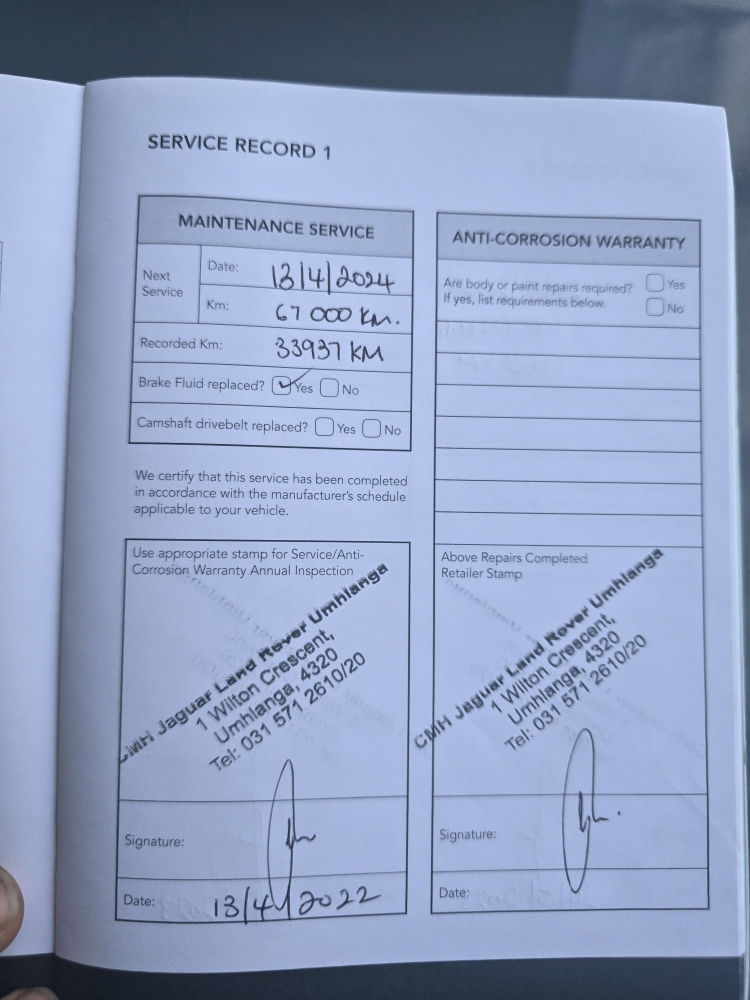 SERVICE RECORD 1
MAINTENANCE SERVICE
Next
Service
Date: 13/4/2024
Km: 67 000 KM.
Recorded Km: 33937 KM
Brake Fluid replaced? Yes No
Camshaft drivebelt replaced? Yes No
We certify that this service has been completed
in accordance with the manufacturer's schedule
applicable to your vehicle.
Use appropriate stamp for Service/Anti-
Corrosion Warranty Annual Inspection
CMH Jaguar Land Rover Umhlanga
1 Wilton Crescent,
Umhlanga, 4320
Tel: 031 571 2610/20
Signature:
Date: 13/4/2022
ANTI-CORROSION WARRANTY
Are body or paint repairs required? Yes
If yes, list requirements below. No
Above Repairs Completed
Retailer Stamp
CMH Jaguar Land Rover Umhlanga
1 Wilton Crescent,
Umhlanga, 4320
Tel: 031 571 2610/20
Signature:
Date: